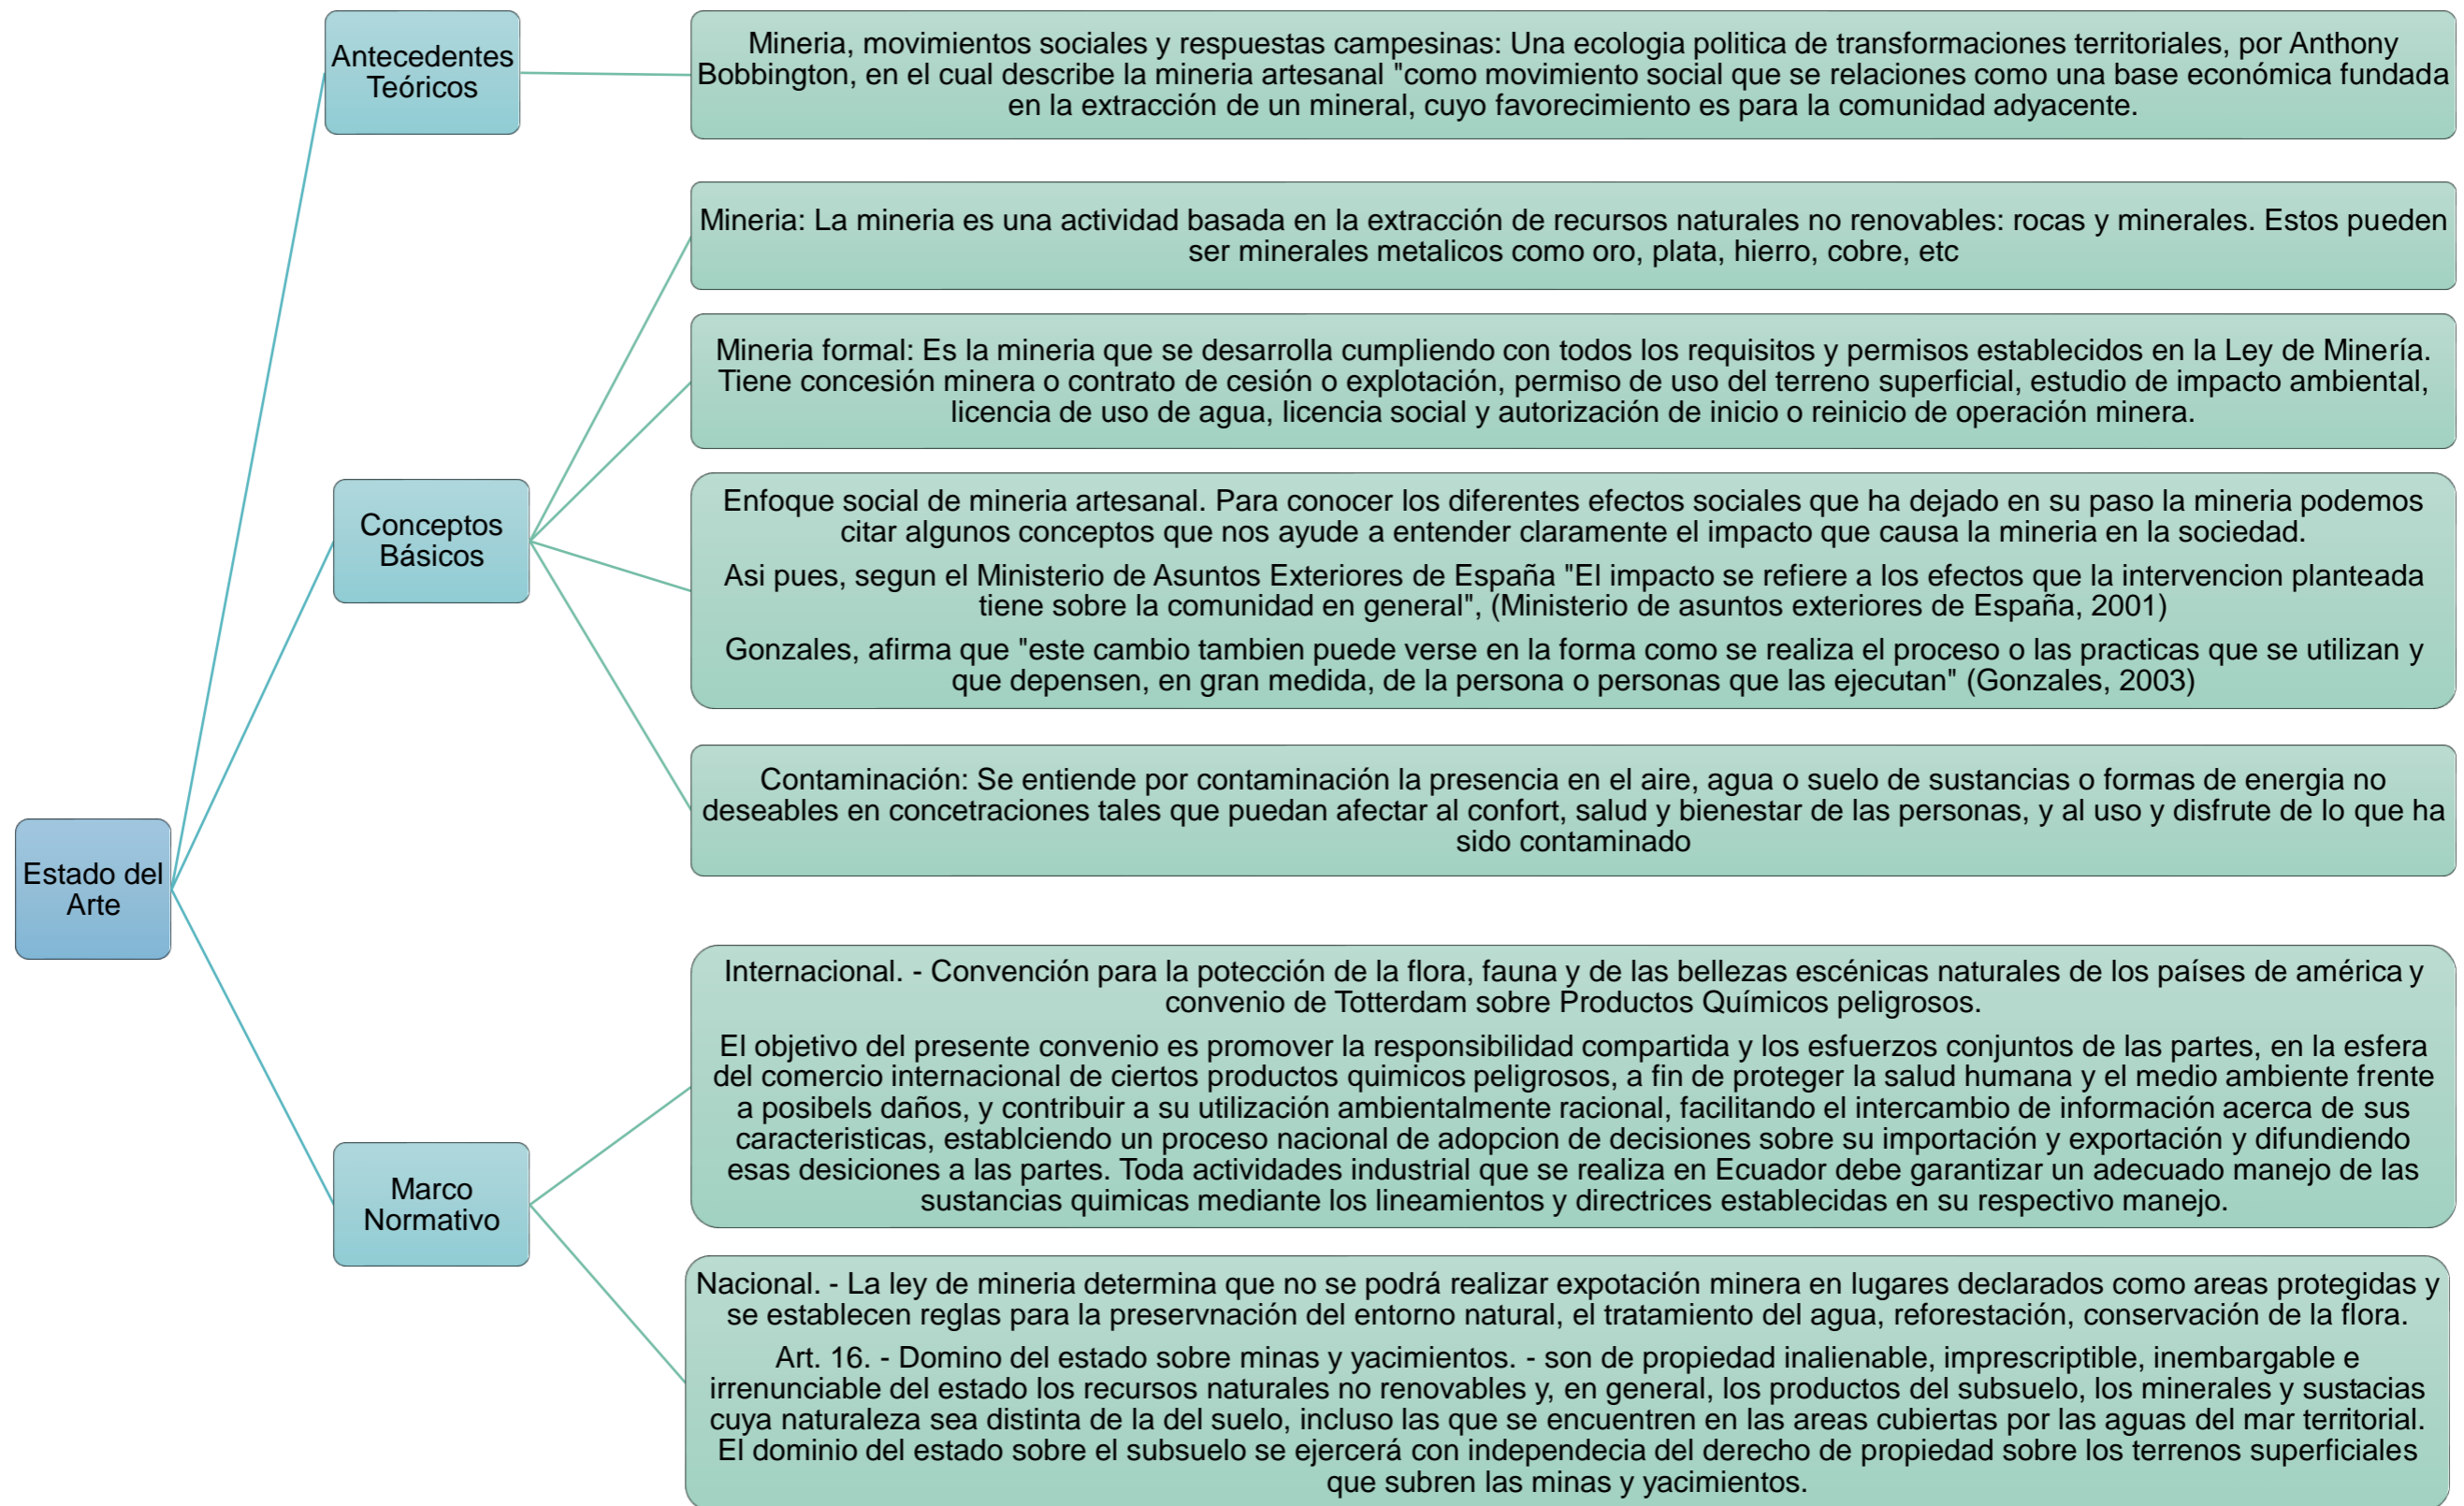 Antecedentes
Teóricos
Mineria, movimientos sociales y respuestas campesinas: Una ecologia politica de transformaciones territoriales, por Anthony
Bobbington, en el cual describe la mineria artesanal "como movimiento social que se relaciones como una base económica fundada
en la extracción de un mineral, cuyo favorecimiento es para la comunidad adyacente.
Mineria: La mineria es una actividad basada en la extracción de recursos naturales no renovables: rocas y minerales. Estos pueden
ser minerales metalicos como oro, plata, hierro, cobre, etc
Mineria formal: Es la mineria que se desarrolla cumpliendo con todos los requisitos y permisos establecidos en la Ley de Minería.
Tiene concesión minera o contrato de cesión o explotación, permiso de uso del terreno superficial, estudio de impacto ambiental,
licencia de uso de agua, licencia social y autorización de inicio o reinicio de operación minera.
Conceptos
Básicos
Enfoque social de mineria artesanal. Para conocer los diferentes efectos sociales que ha dejado en su paso la mineria podemos
citar algunos conceptos que nos ayude a entender claramente el impacto que causa la mineria en la sociedad.
Asi pues, segun el Ministerio de Asuntos Exteriores de España "El impacto se refiere a los efectos que la intervencion planteada
tiene sobre la comunidad en general", (Ministerio de asuntos exteriores de España, 2001)
Gonzales, afirma que "este cambio tambien puede verse en la forma como se realiza el proceso o las practicas que se utilizan y
que depensen, en gran medida, de la persona o personas que las ejecutan" (Gonzales, 2003)
Contaminación: Se entiende por contaminación la presencia en el aire, agua o suelo de sustancias o formas de energia no
deseables en concetraciones tales que puedan afectar al confort, salud y bienestar de las personas, y al uso y disfrute de lo que ha
sido contaminado
Estado del
Arte
Internacional. - Convención para la potección de la flora, fauna y de las bellezas escénicas naturales de los países de américa y
convenio de Totterdam sobre Productos Químicos peligrosos.
El objetivo del presente convenio es promover la responsibilidad compartida y los esfuerzos conjuntos de las partes, en la esfera
del comercio internacional de ciertos productos quimicos peligrosos, a fin de proteger la salud humana y el medio ambiente frente
a posibels daños, y contribuir a su utilización ambientalmente racional, facilitando el intercambio de información acerca de sus
caracteristicas, establciendo un proceso nacional de adopcion de decisiones sobre su importación y exportación y difundiendo
esas desiciones a las partes. Toda actividades industrial que se realiza en Ecuador debe garantizar un adecuado manejo de las
sustancias quimicas mediante los lineamientos y directrices establecidas en su respectivo manejo.
Marco
Normativo
Nacional. - La ley de mineria determina que no se podrá realizar expotación minera en lugares declarados como areas protegidas y
se establecen reglas para la preservnación del entorno natural, el tratamiento del agua, reforestación, conservación de la flora.
Art. 16. - Domino del estado sobre minas y yacimientos. - son de propiedad inalienable, imprescriptible, inembargable e
irrenunciable del estado los recursos naturales no renovables y, en general, los productos del subsuelo, los minerales y sustacias
cuya naturaleza sea distinta de la del suelo, incluso las que se encuentren en las areas cubiertas por las aguas del mar territorial.
El dominio del estado sobre el subsuelo se ejercerá con independecia del derecho de propiedad sobre los terrenos superficiales
que subren las minas y yacimientos.